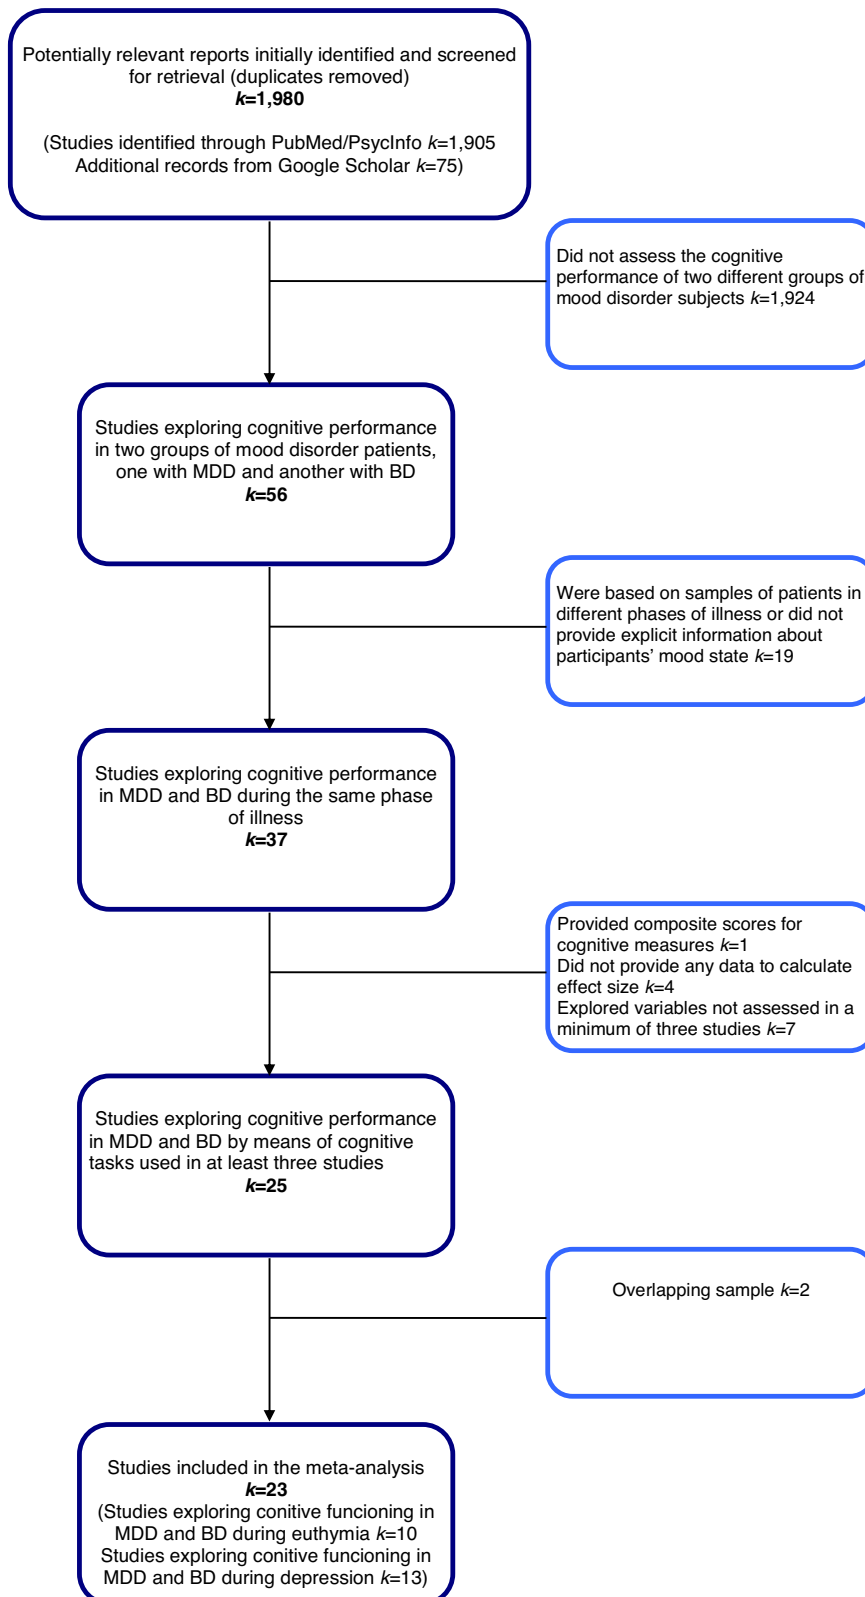 Potentially relevant reports initially identified and screened
for retrieval (duplicates removed)
k=1,980
(Studies identified through PubMed/PsycInfo k=1,905
Additional records from Google Scholar k=75)
Did not assess the cognitive
performance of two different groups of
mood disorder subjects k=1,924
Studies exploring cognitive performance
in two groups of mood disorder patients,
one with MDD and another with BD
k=56
Were based on samples of patients in
different phases of illness or did not
provide explicit information about
participants’ mood state k=19
Studies exploring cognitive performance
in MDD and BD during the same phase
of illness
k=37
Provided composite scores for
cognitive measures k=1
Did not provide any data to calculate
effect size k=4
Explored variables not assessed in a
minimum of three studies k=7
Studies exploring cognitive performance
in MDD and BD by means of cognitive
tasks used in at least three studies
k=25
Overlapping sample k=2
Studies included in the meta-analysis
k=23
(Studies exploring conitive funcioning in
MDD and BD during euthymia k=10
Studies exploring conitive funcioning in
MDD and BD during depression k=13)